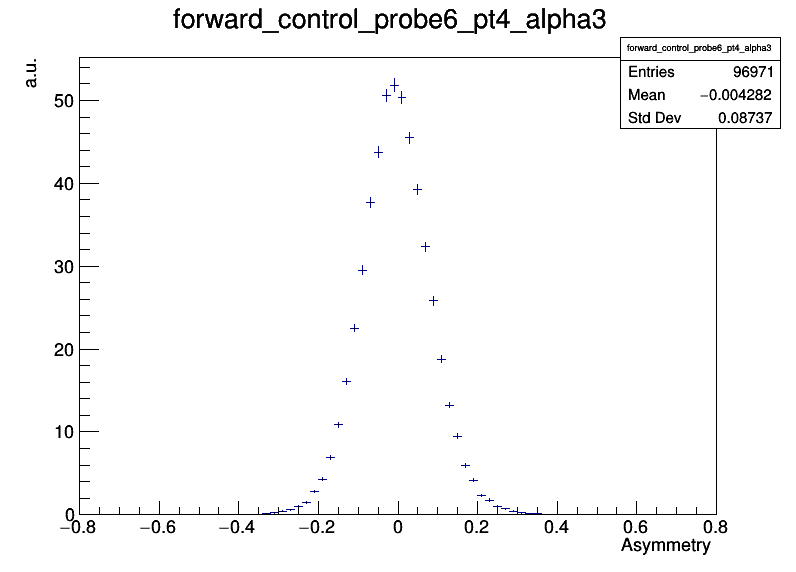 forward_control_probe6_pt4_alpha3
forward_control_probe6_pt4_alpha3
Entries 96971
Mean −0.004282
Std Dev 0.08737
a.u.
50
40
30
20
10
0
−0.8 −0.6 −0.4 −0.2 0 0.2 0.4 0.6 0.8
Asymmetry